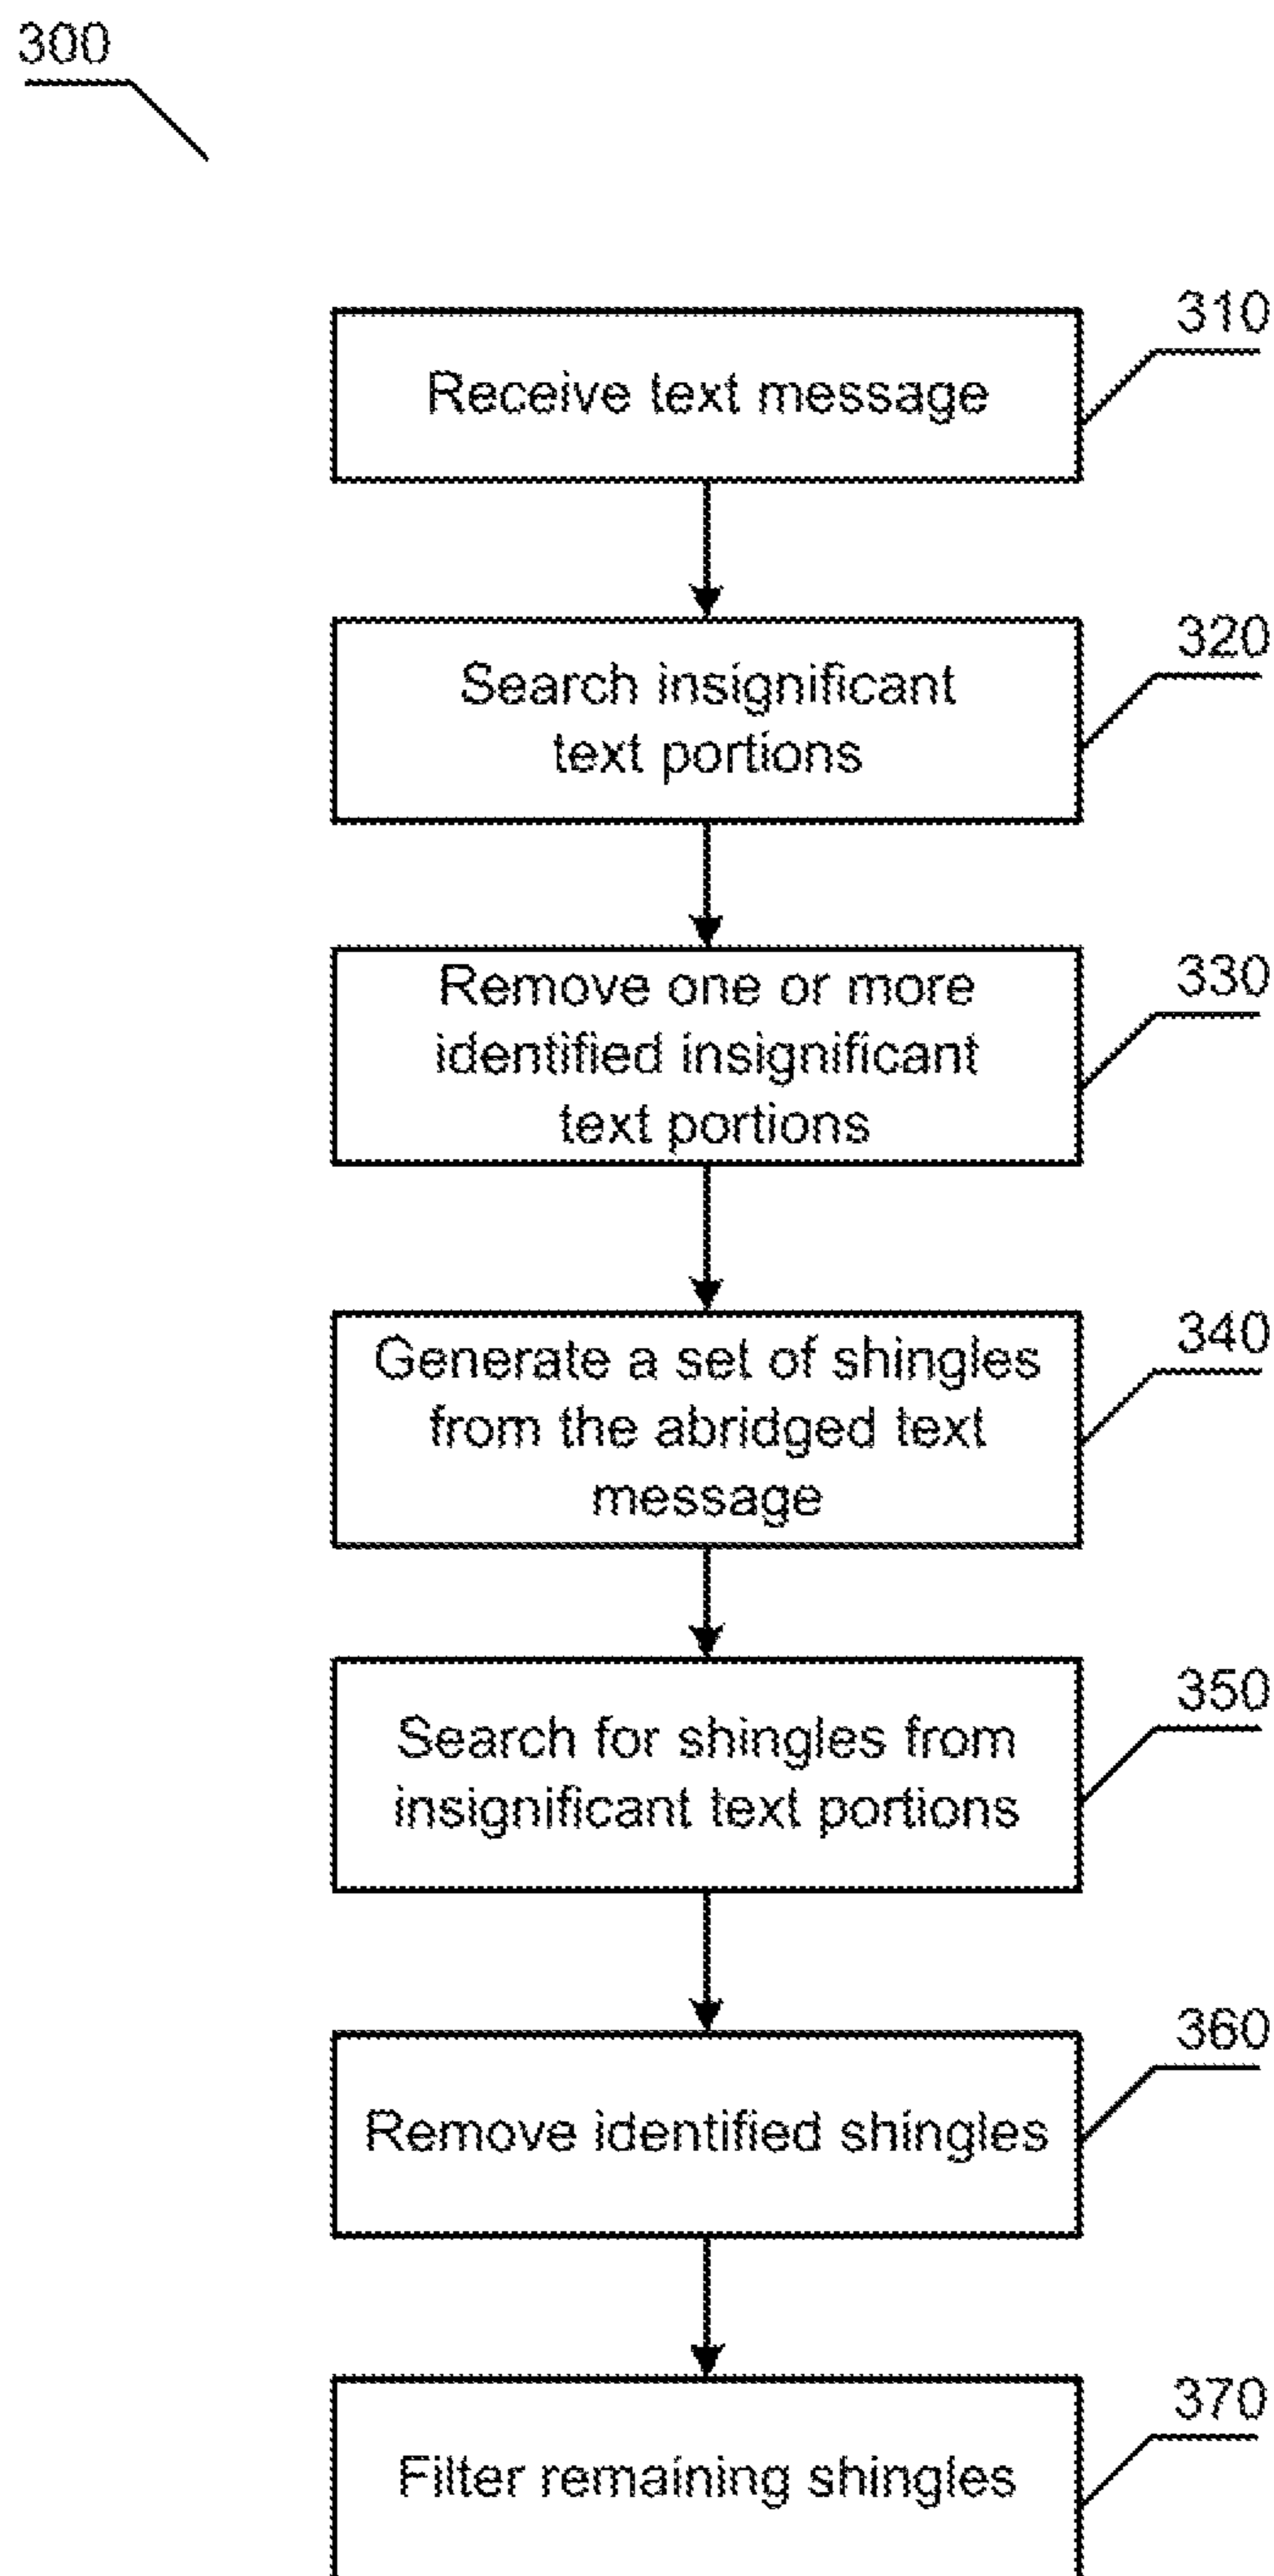 300
310
Receive text message
320
Search insignificant
text portions
330
Remove one or more
identified insignificant
text portions
340
Generate a set of shingles
from the abridged text
message
350
Search for shingles from
insignificant text portions
360
Remove identified shingles
370
Filter remaining shingles